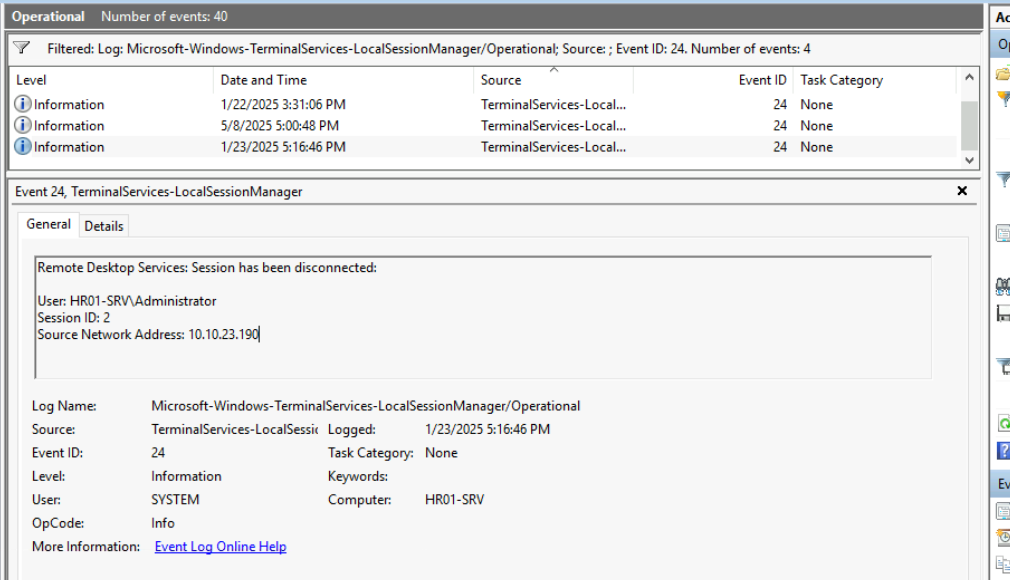 Operational Number of events: 40
Ac
Filtered: Log: Microsoft-Windows-TerminalServices-LocalSessionManager/Operational; Source: ; Event ID: 24. Number of events: 4
Op
Level Date and Time Source Event ID Task Category
Information 1/22/2025 3:31:06 PM TerminalServices-Local... 24 None
Information 5/8/2025 5:00:48 PM TerminalServices-Local... 24 None
Information 1/23/2025 5:16:46 PM TerminalServices-Local... 24 None
Event 24, TerminalServices-LocalSessionManager
General Details
Remote Desktop Services: Session has been disconnected:
User: HR01-SRV\Administrator
Session ID: 2
Source Network Address: 10.10.23.190
Log Name: Microsoft-Windows-TerminalServices-LocalSessionManager/Operational
Source: TerminalServices-LocalSessic Logged: 1/23/2025 5:16:46 PM
Event ID: 24 Task Category: None
Level: Information Keywords:
Ev
User: SYSTEM Computer: HR01-SRV
OpCode: Info
More Information: Event Log Online Help